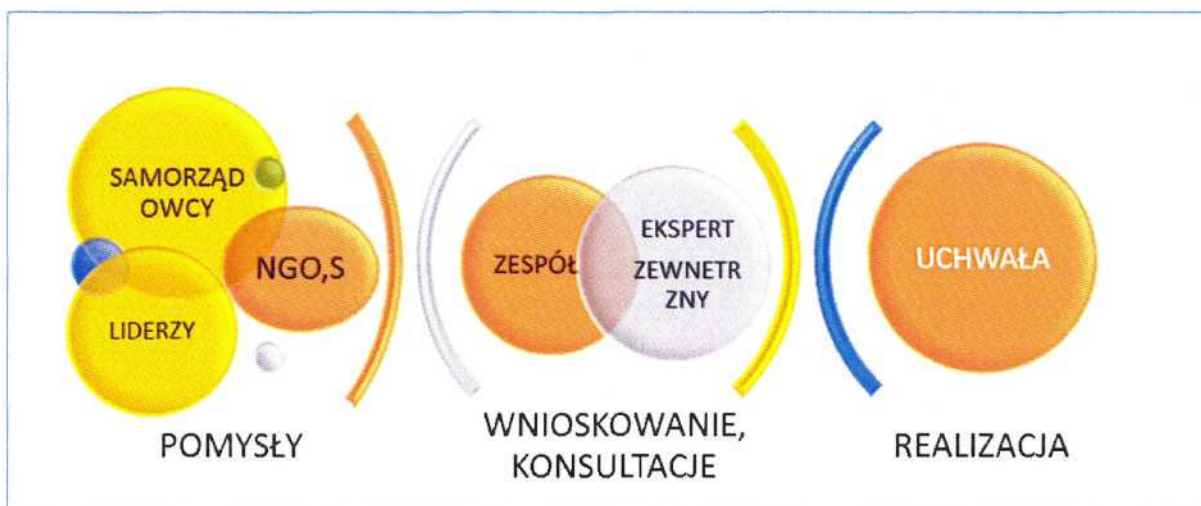 SAMORZĄD
OWCY
NGO,S
LIDERZY
POMYSŁY
ZESPÓŁ
EKSPERT
ZEWNETR
ZNY
WNIOSKOWANIE,
KONSULTACJE
UCHWAŁA
REALIZACJA